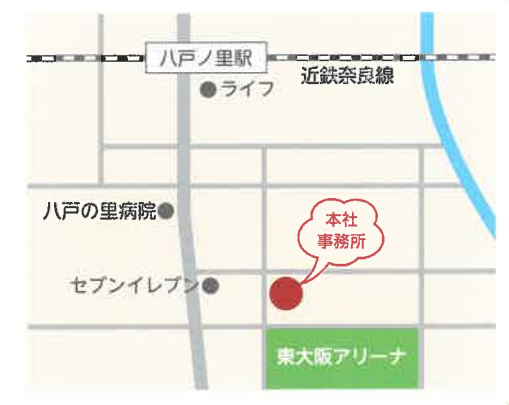 八戸ノ里駅
近鉄奈良線
ライフ
八戸の里病院
本社
事務所
セブンイレブン
東大阪アリーナ